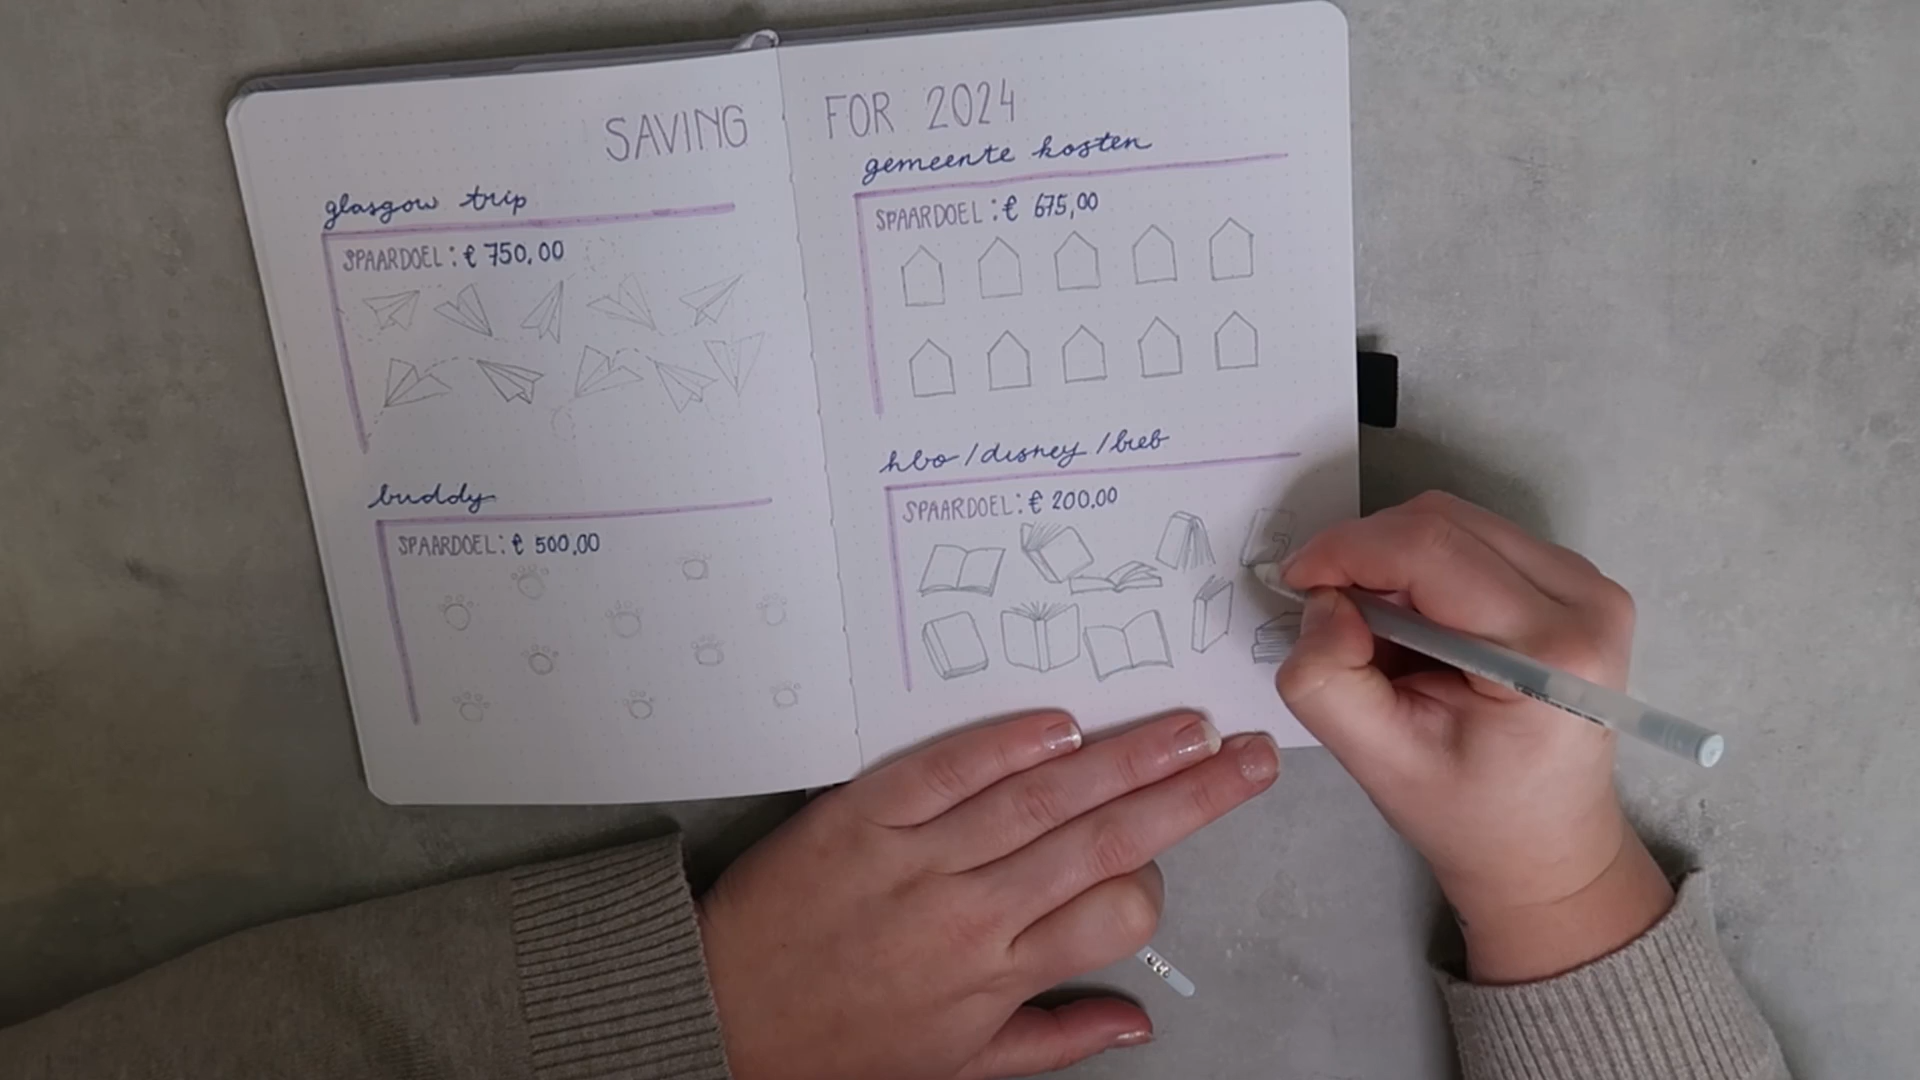 SAVING FOR 2024
glasgow trip
SPAARDOEL: € 750,00
buddy
SPAARDOEL: € 500,00
gemeente kosten
SPAARDOEL: € 675,00
hbo / disney / bieb
SPAARDOEL: € 200,00